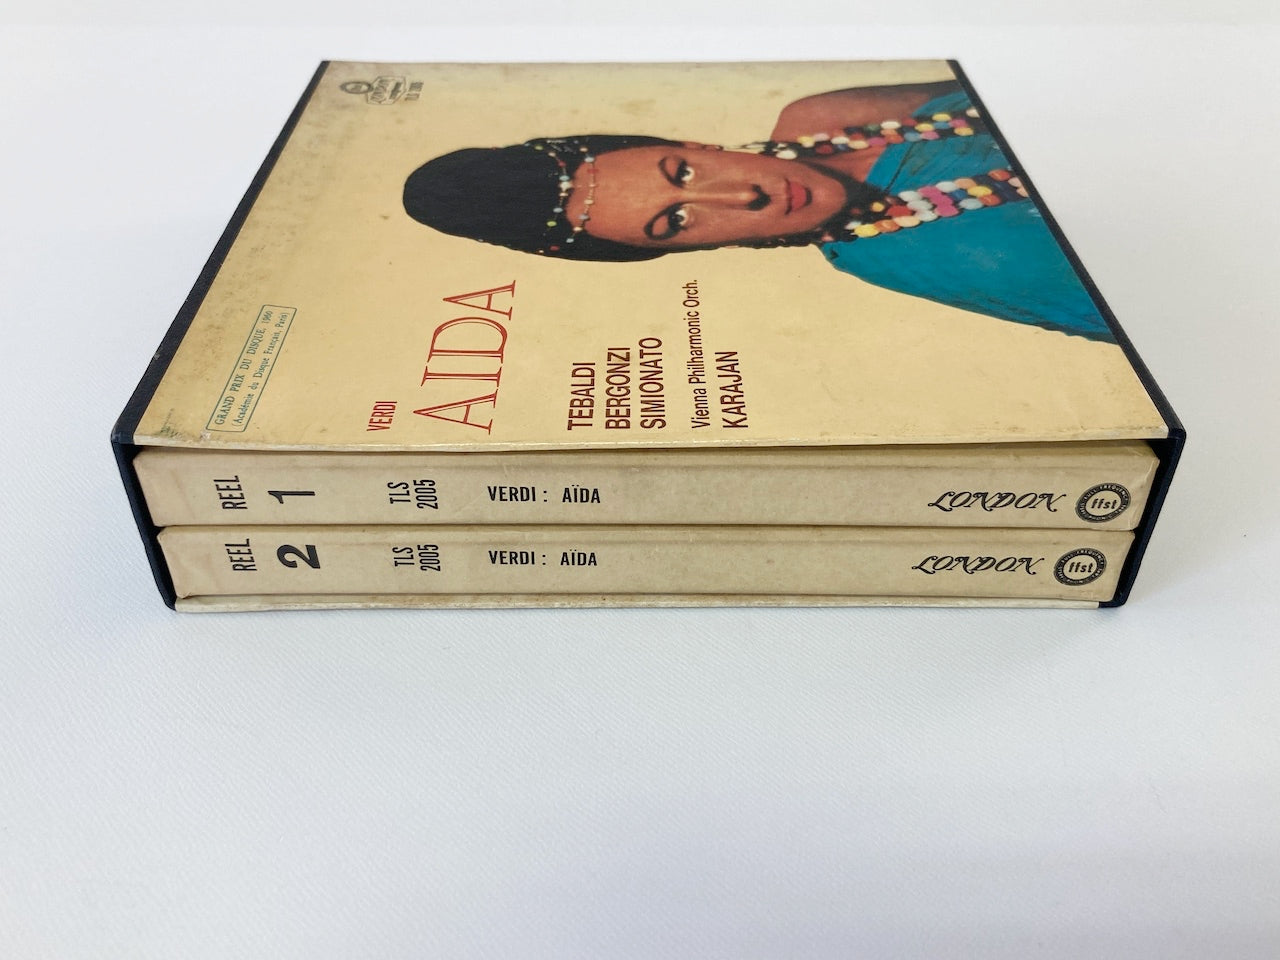 LONDON
GRAND PRIX DU DISQUE, 1960
(Académie du Disque Français, Paris)
VERDI
AIDA
TEBALDI
BERGONZI
SIMIONATO
Vienna Philharmonic Orch.
KARAJAN
REEL
1
TLS
2005
VERDI : AÏDA
LONDON
ffst
REEL
2
TLS
2005
VERDI : AÏDA
LONDON
ffst